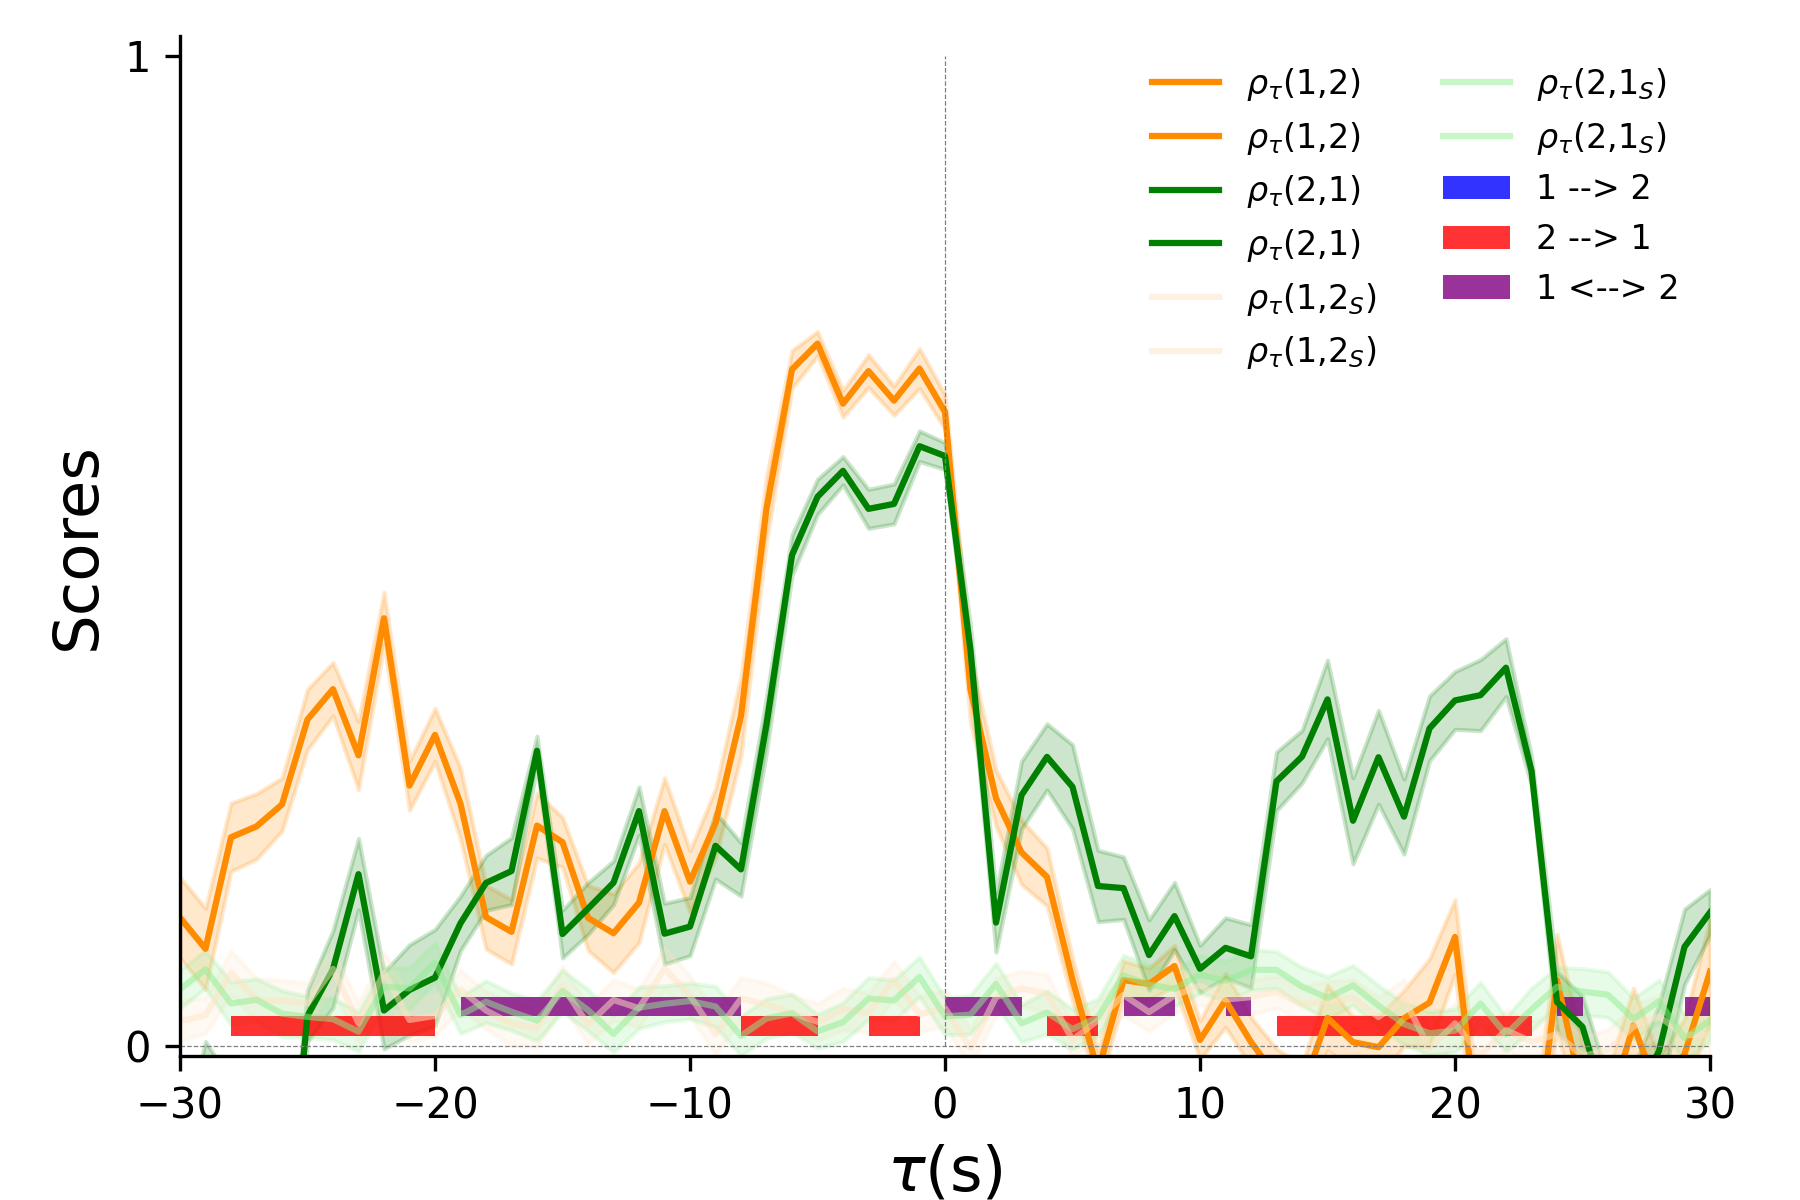 1
ρτ(1,2)
ρτ(1,2)
ρτ(2,1)
ρτ(2,1)
ρτ(1,2S)
ρτ(1,2S)
ρτ(2,1S)
ρτ(2,1S)
1 --> 2
2 --> 1
1 <--> 2
Scores
0
−30 −20 −10 0 10 20 30
τ(s)